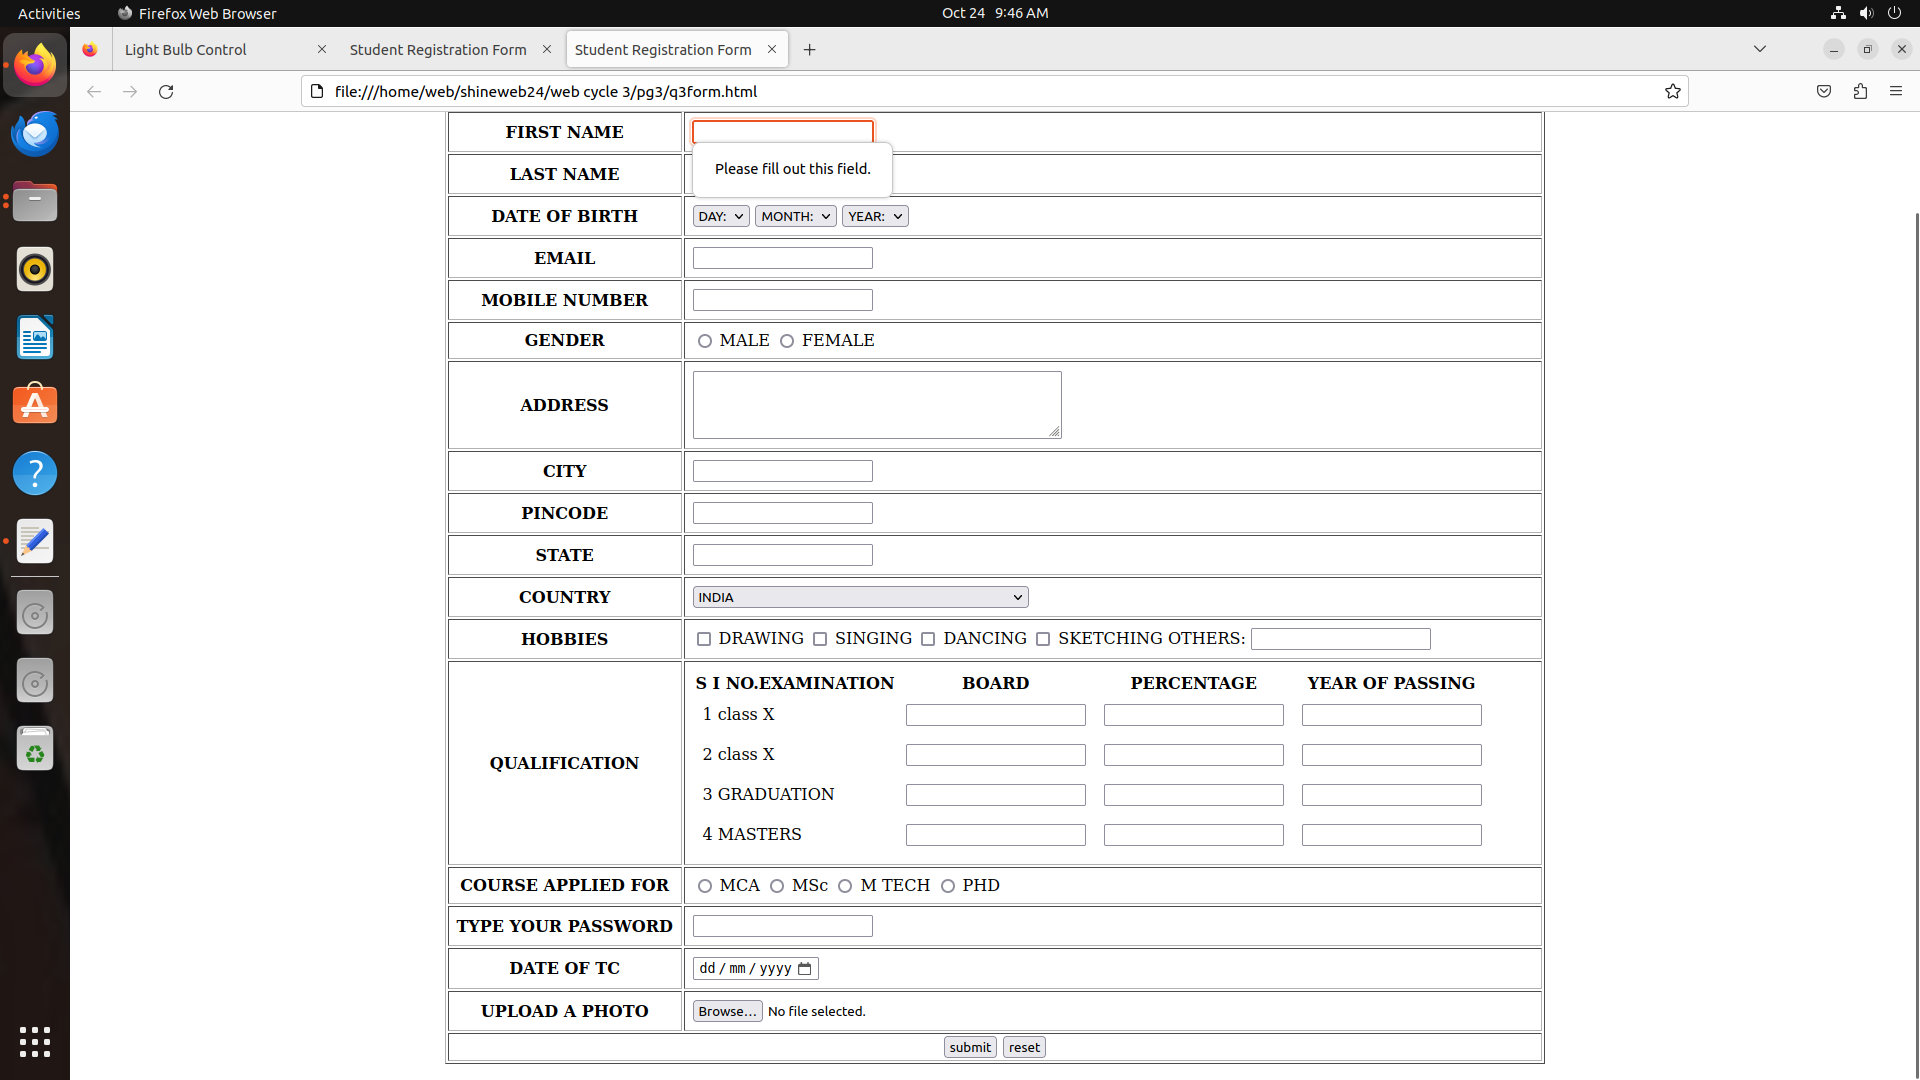 Activities Firefox Web Browser Oct 24 9:46 AM
Light Bulb Control Student Registration Form Student Registration Form
file:///home/web/shineweb24/web cycle 3/pg3/q3form.html
FIRST NAME
Please fill out this field.
LAST NAME
DATE OF BIRTH DAY: MONTH: YEAR:
EMAIL
MOBILE NUMBER
GENDER MALE FEMALE
ADDRESS
CITY
PINCODE
STATE
COUNTRY INDIA
HOBBIES DRAWING SINGING DANCING SKETCHING OTHERS:
S I NO.EXAMINATION BOARD PERCENTAGE YEAR OF PASSING
1 class X
2 class X
QUALIFICATION
3 GRADUATION
4 MASTERS
COURSE APPLIED FOR MCA MSc M TECH PHD
TYPE YOUR PASSWORD
DATE OF TC dd / mm / yyyy
UPLOAD A PHOTO Browse... No file selected.
submit reset